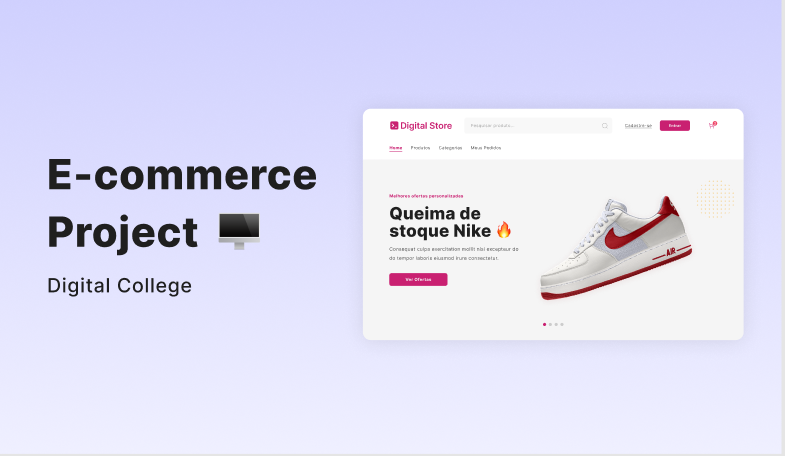 E-commerce
Project
Digital College
Digital Store
Pesquisar produto...
Cadastre-se
Entrar
2
Home
Produtos
Categorias
Meus Pedidos
Melhores ofertas personalizadas
Queima de
stoque Nike 🔥
Consequat culpa exercitation mollit nisi excepteur do
do tempor laboris eiusmod irure consectetur.
Ver Ofertas
AIR